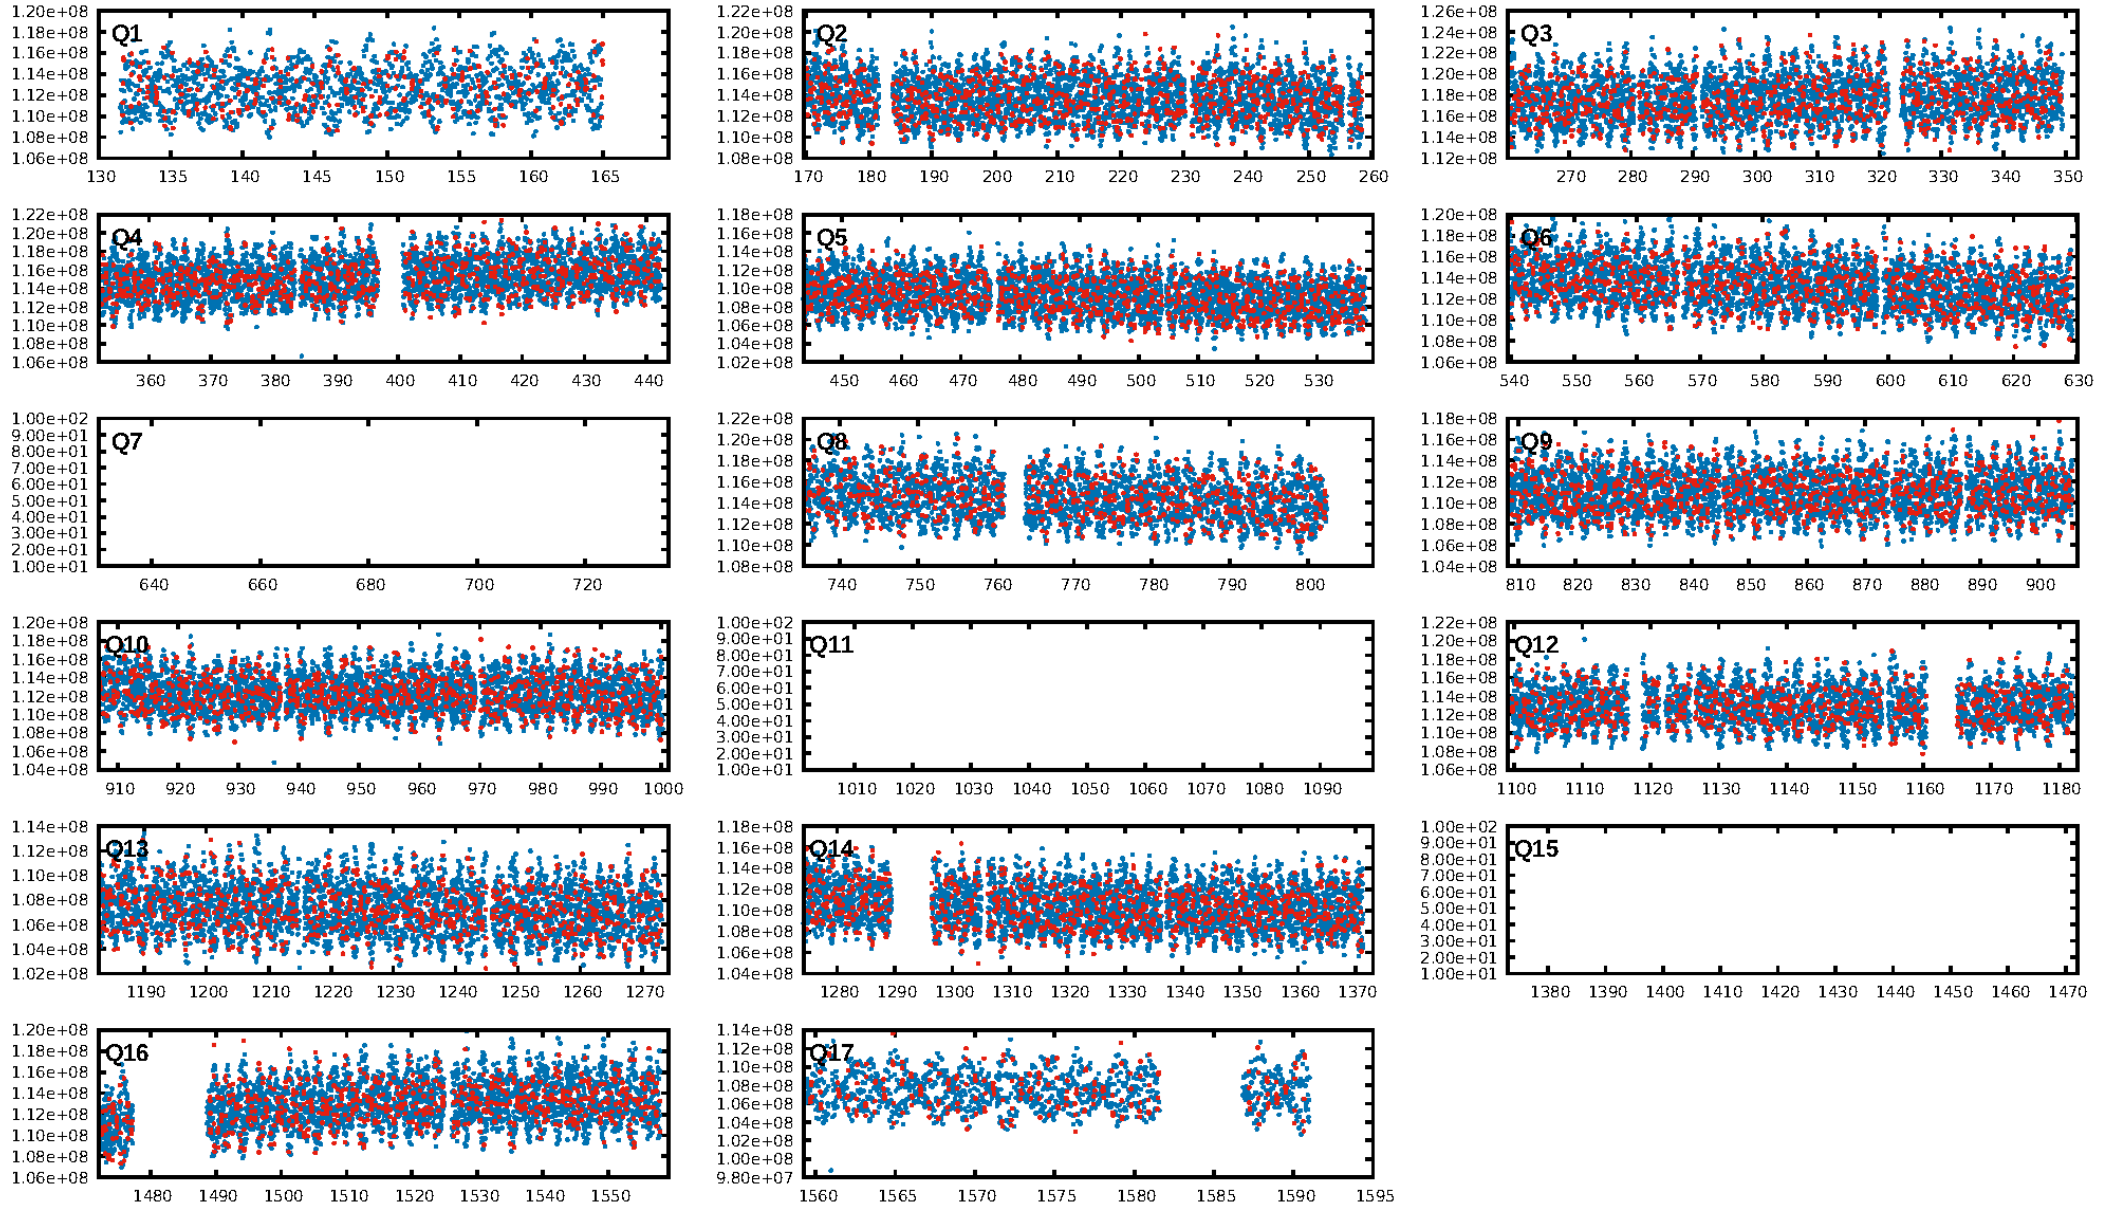 Q1
1.20e+08
1.18e+08
1.16e+08
1.14e+08
1.12e+08
1.10e+08
1.08e+08
1.06e+08
130 135 140 145 150 155 160 165
Q2
1.22e+08
1.20e+08
1.18e+08
1.16e+08
1.14e+08
1.12e+08
1.10e+08
1.08e+08
170 180 190 200 210 220 230 240 250 260
Q3
1.26e+08
1.24e+08
1.22e+08
1.20e+08
1.18e+08
1.16e+08
1.14e+08
1.12e+08
270 280 290 300 310 320 330 340 350
Q4
1.22e+08
1.20e+08
1.18e+08
1.16e+08
1.14e+08
1.12e+08
1.10e+08
1.08e+08
1.06e+08
360 370 380 390 400 410 420 430 440
Q5
1.18e+08
1.16e+08
1.14e+08
1.12e+08
1.10e+08
1.08e+08
1.06e+08
1.04e+08
1.02e+08
450 460 470 480 490 500 510 520 530
Q6
1.20e+08
1.18e+08
1.16e+08
1.14e+08
1.12e+08
1.10e+08
1.08e+08
1.06e+08
540 550 560 570 580 590 600 610 620 630
Q7
1.00e+02
9.00e+01
8.00e+01
7.00e+01
6.00e+01
5.00e+01
4.00e+01
3.00e+01
2.00e+01
1.00e+01
640 660 680 700 720
Q8
1.22e+08
1.20e+08
1.18e+08
1.16e+08
1.14e+08
1.12e+08
1.10e+08
1.08e+08
740 750 760 770 780 790 800
Q9
1.18e+08
1.16e+08
1.14e+08
1.12e+08
1.10e+08
1.08e+08
1.06e+08
1.04e+08
810 820 830 840 850 860 870 880 890 900
Q10
1.20e+08
1.18e+08
1.16e+08
1.14e+08
1.12e+08
1.10e+08
1.08e+08
1.06e+08
1.04e+08
910 920 930 940 950 960 970 980 990 1000
Q11
1.00e+02
9.00e+01
8.00e+01
7.00e+01
6.00e+01
5.00e+01
4.00e+01
3.00e+01
2.00e+01
1.00e+01
1010 1020 1030 1040 1050 1060 1070 1080 1090
Q12
1.22e+08
1.20e+08
1.18e+08
1.16e+08
1.14e+08
1.12e+08
1.10e+08
1.08e+08
1.06e+08
1100 1110 1120 1130 1140 1150 1160 1170 1180
Q13
1.14e+08
1.12e+08
1.10e+08
1.08e+08
1.06e+08
1.04e+08
1.02e+08
1190 1200 1210 1220 1230 1240 1250 1260 1270
Q14
1.18e+08
1.16e+08
1.14e+08
1.12e+08
1.10e+08
1.08e+08
1.06e+08
1.04e+08
1280 1290 1300 1310 1320 1330 1340 1350 1360 1370
Q15
1.00e+02
9.00e+01
8.00e+01
7.00e+01
6.00e+01
5.00e+01
4.00e+01
3.00e+01
2.00e+01
1.00e+01
1380 1390 1400 1410 1420 1430 1440 1450 1460 1470
Q16
1.20e+08
1.18e+08
1.16e+08
1.14e+08
1.12e+08
1.10e+08
1.08e+08
1.06e+08
1480 1490 1500 1510 1520 1530 1540 1550
Q17
1.14e+08
1.12e+08
1.10e+08
1.08e+08
1.06e+08
1.04e+08
1.02e+08
1.00e+08
9.80e+07
1560 1565 1570 1575 1580 1585 1590 1595